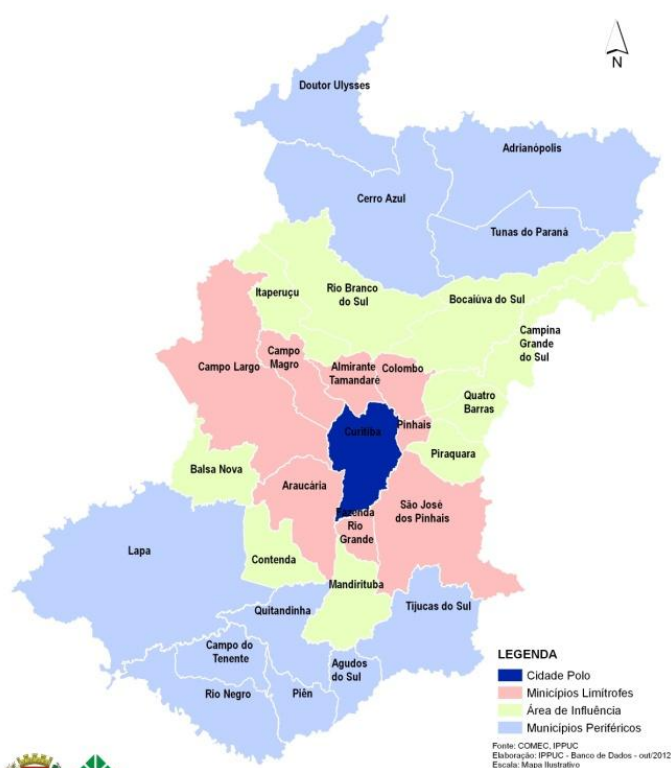 N
Doutor Ulysses
Adrianópolis
Cerro Azul
Tunas do Paraná
Itaperuçu
Rio Branco
do Sul
Bocaiúva do Sul
Campina
Grande
do Sul
Campo Largo
Campo
Magro
Almirante
Tamandaré
Colombo
Quatro
Barras
Curitiba
Pinhais
Piraquara
Balsa Nova
Araucária
São José
dos Pinhais
Fazenda
Rio
Grande
Lapa
Contenda
Mandirituba
Quitandinha
Tijucas do Sul
Campo do
Tenente
Agudos
do Sul
Rio Negro
Piên
LEGENDA
Cidade Polo
Minicípios Limítrofes
Área de Influência
Municípios Periféricos
Fonte: COMEC, IPPUC
Elaboração: IPPUC - Banco de Dados - out/2012
Escala: Mapa Ilustrativo